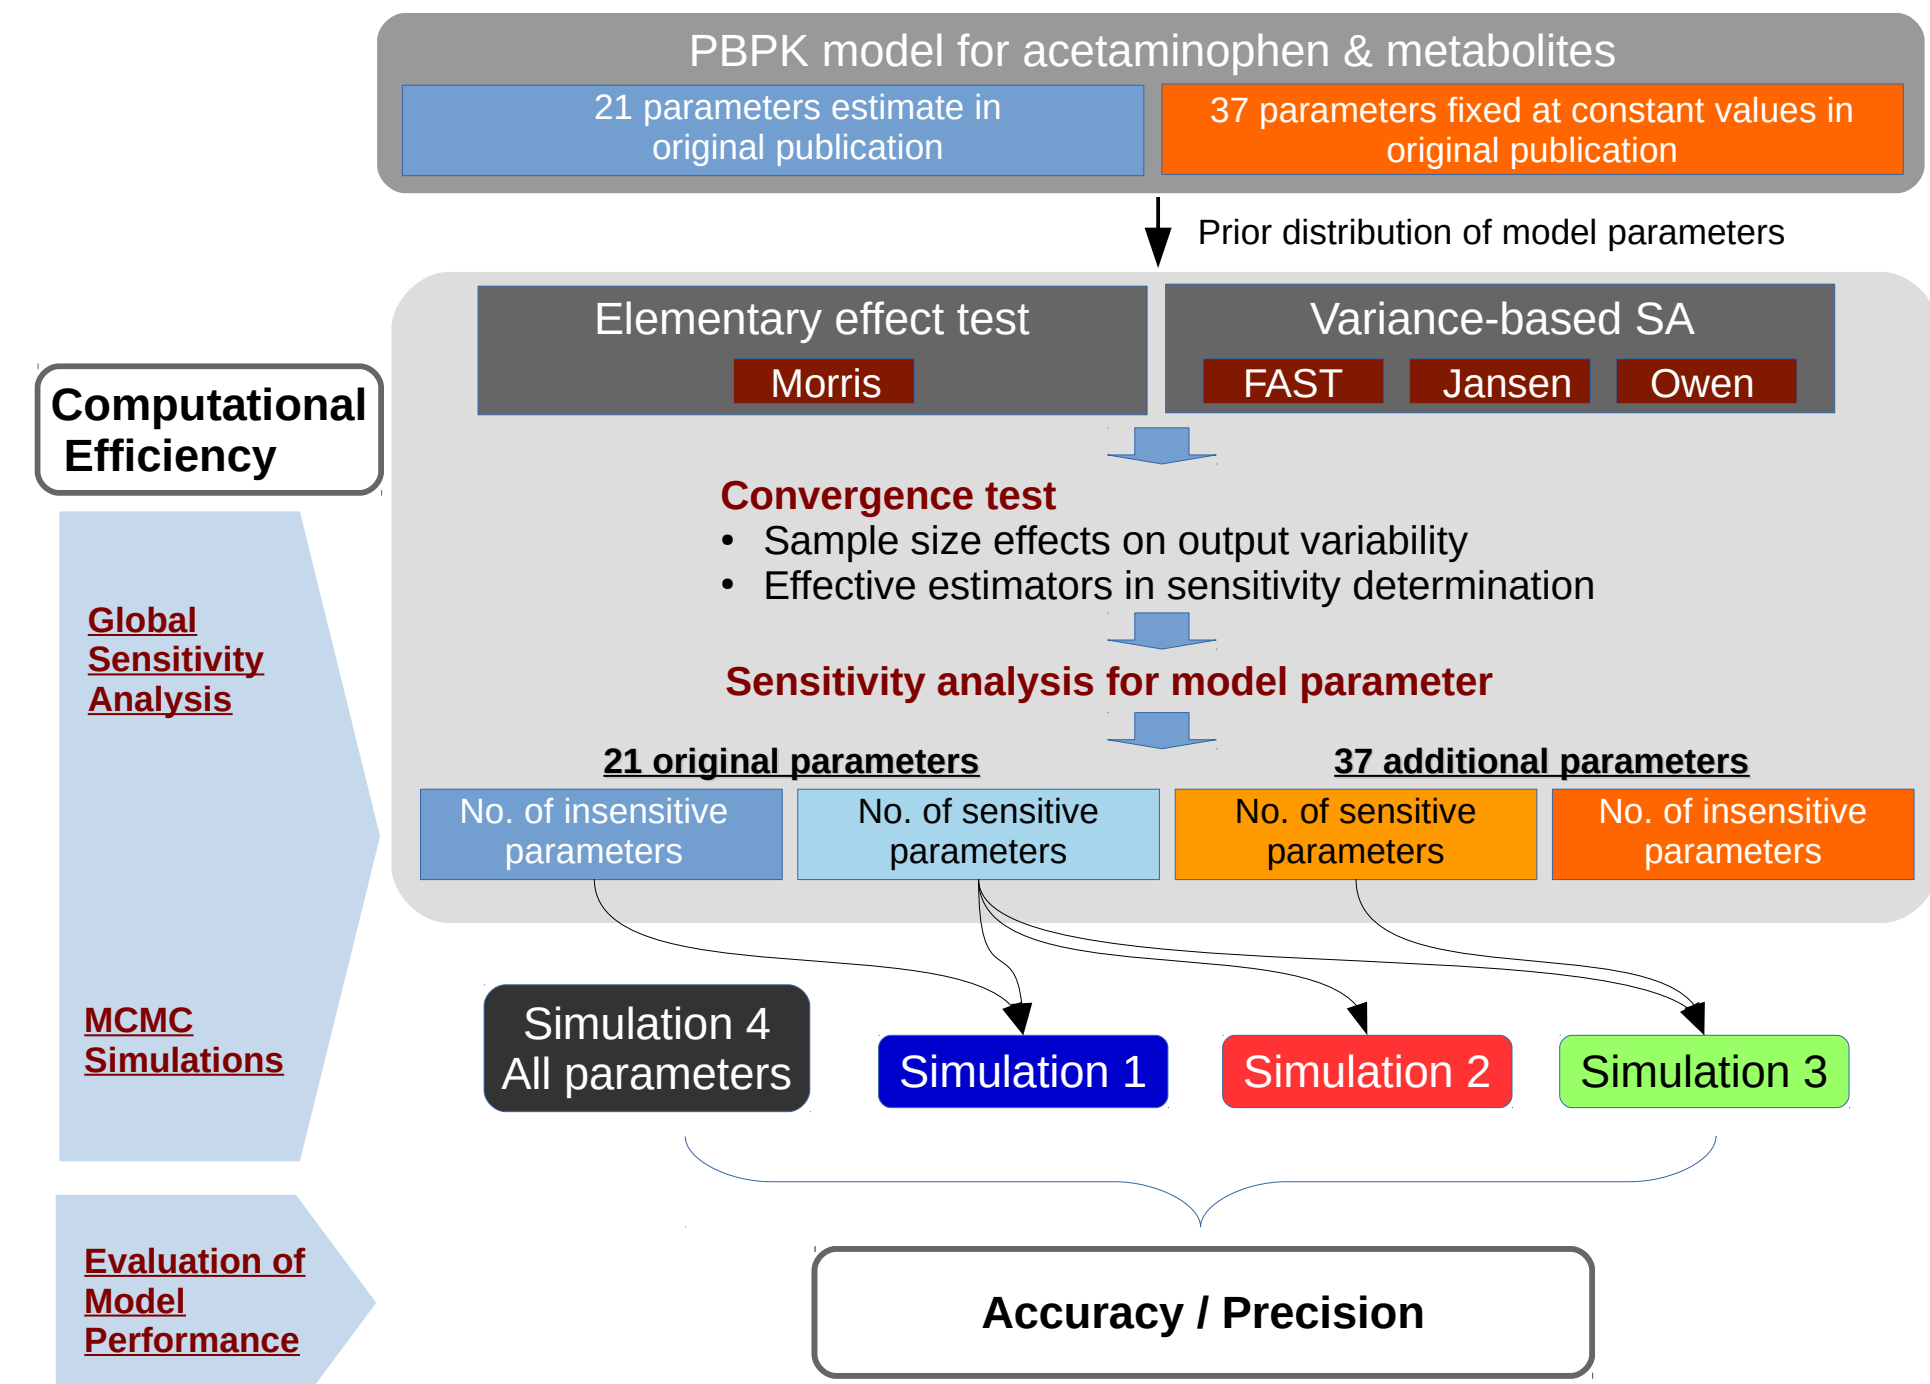 PBPK model for acetaminophen & metabolites
21 parameters estimate in
original publication
37 parameters fixed at constant values in
original publication
Prior distribution of model parameters
Elementary effect test
Morris
Variance-based SA
FAST
Jansen
Owen
Computational
Efficiency
Convergence test
• Sample size effects on output variability
• Effective estimators in sensitivity determination
Global
Sensitivity
Analysis
Sensitivity analysis for model parameter
21 original parameters
37 additional parameters
No. of insensitive
parameters
No. of sensitive
parameters
No. of sensitive
parameters
No. of insensitive
parameters
MCMC
Simulations
Simulation 4
All parameters
Simulation 1
Simulation 2
Simulation 3
Evaluation of
Model
Performance
Accuracy / Precision